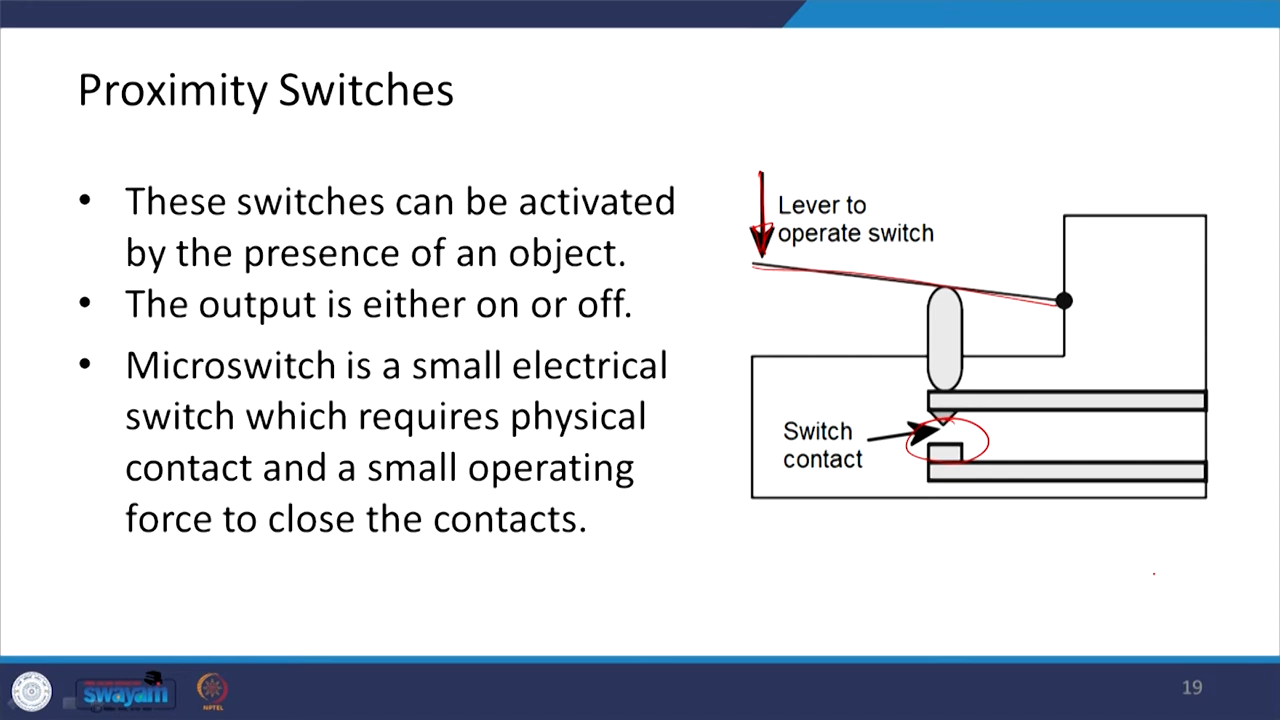 Proximity Switches
• These switches can be activated
by the presence of an object.
• The output is either on or off.
• Microswitch is a small electrical
switch which requires physical
contact and a small operating
force to close the contacts.
Lever to
operate switch
Switch
contact
swayam
NPTEL
19